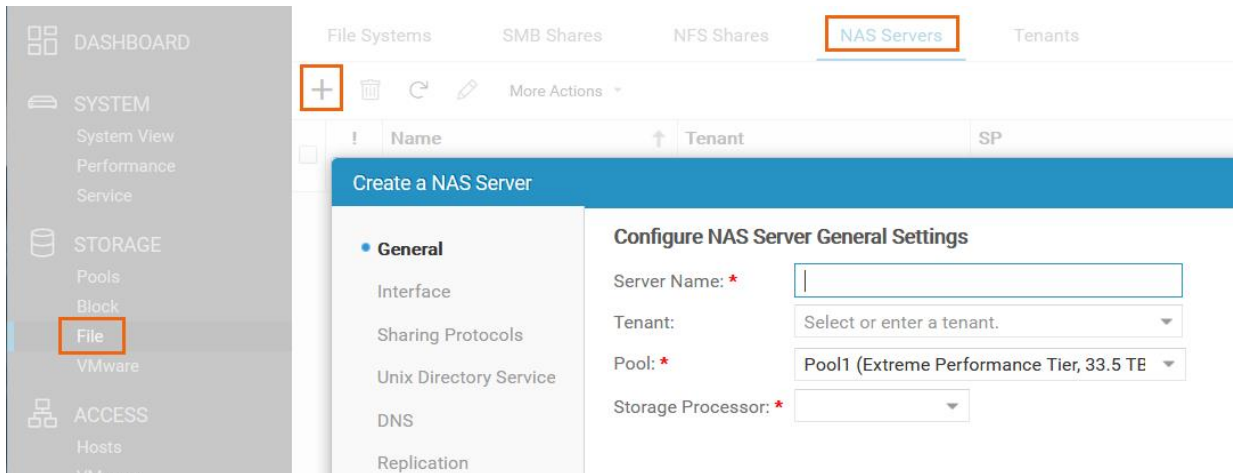 DASHBOARD
SYSTEM
System View
Performance
Service
STORAGE
Pools
Block
File
VMware
ACCESS
Hosts
File Systems SMB Shares NFS Shares NAS Servers Tenants
More Actions
! Name Tenant SP
Create a NAS Server
General
Interface
Sharing Protocols
Unix Directory Service
DNS
Replication
Configure NAS Server General Settings
Server Name: *
Tenant: Select or enter a tenant.
Pool: * Pool1 (Extreme Performance Tier, 33.5 TB
Storage Processor: *